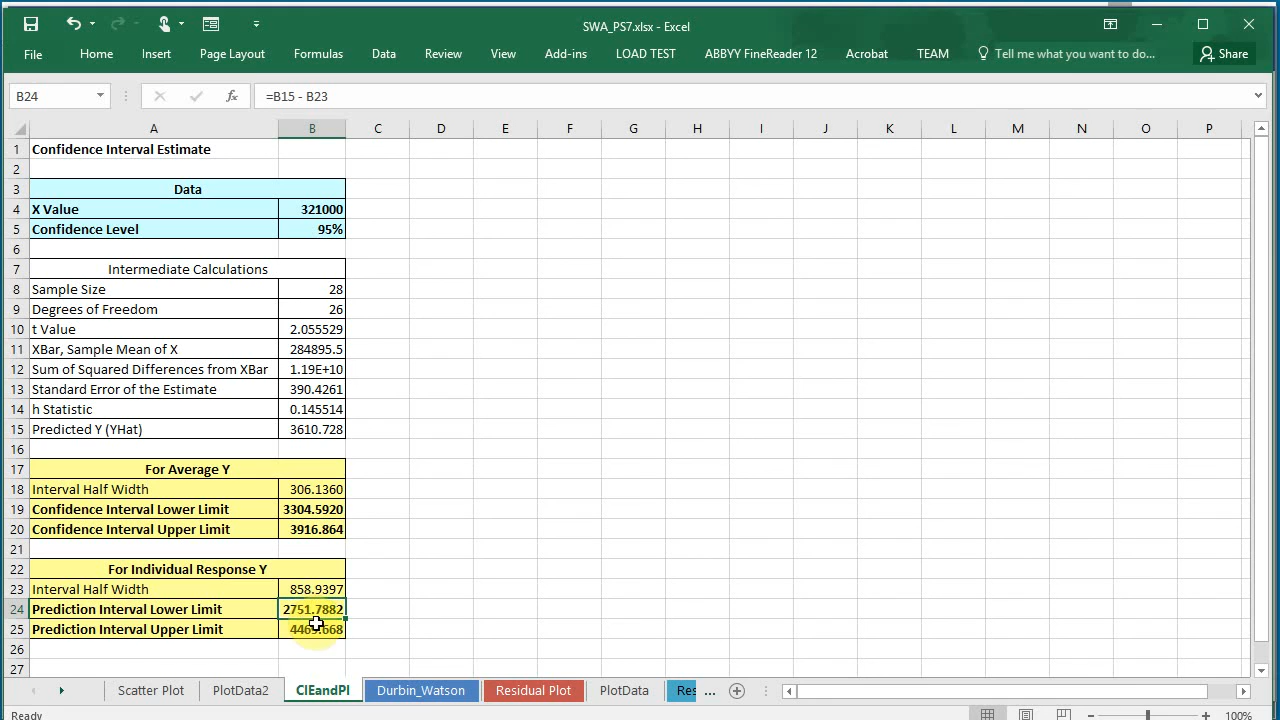 SWA_PS7.xlsx - Excel
File Home Insert Page Layout Formulas Data Review View Add-ins LOAD TEST ABBYY FineReader 12 Acrobat TEAM Tell me what you want to do... Share
B24 fx =B15 - B23
A B C D E F G H I J K L M N O P
1 Confidence Interval Estimate
2
3 Data
4 X Value 321000
5 Confidence Level 95%
6
7 Intermediate Calculations
8 Sample Size 28
9 Degrees of Freedom 26
10 t Value 2.055529
11 XBar, Sample Mean of X 284895.5
12 Sum of Squared Differences from XBar 1.19E+10
13 Standard Error of the Estimate 390.4261
14 h Statistic 0.145514
15 Predicted Y (YHat) 3610.728
16
17 For Average Y
18 Interval Half Width 306.1360
19 Confidence Interval Lower Limit 3304.5920
20 Confidence Interval Upper Limit 3916.864
21
22 For Individual Response Y
23 Interval Half Width 858.9397
24 Prediction Interval Lower Limit 2751.7882
25 Prediction Interval Upper Limit
26
27
Scatter Plot PlotData2 CIEandPI Durbin_Watson Residual Plot PlotData Res ...
Ready 100%